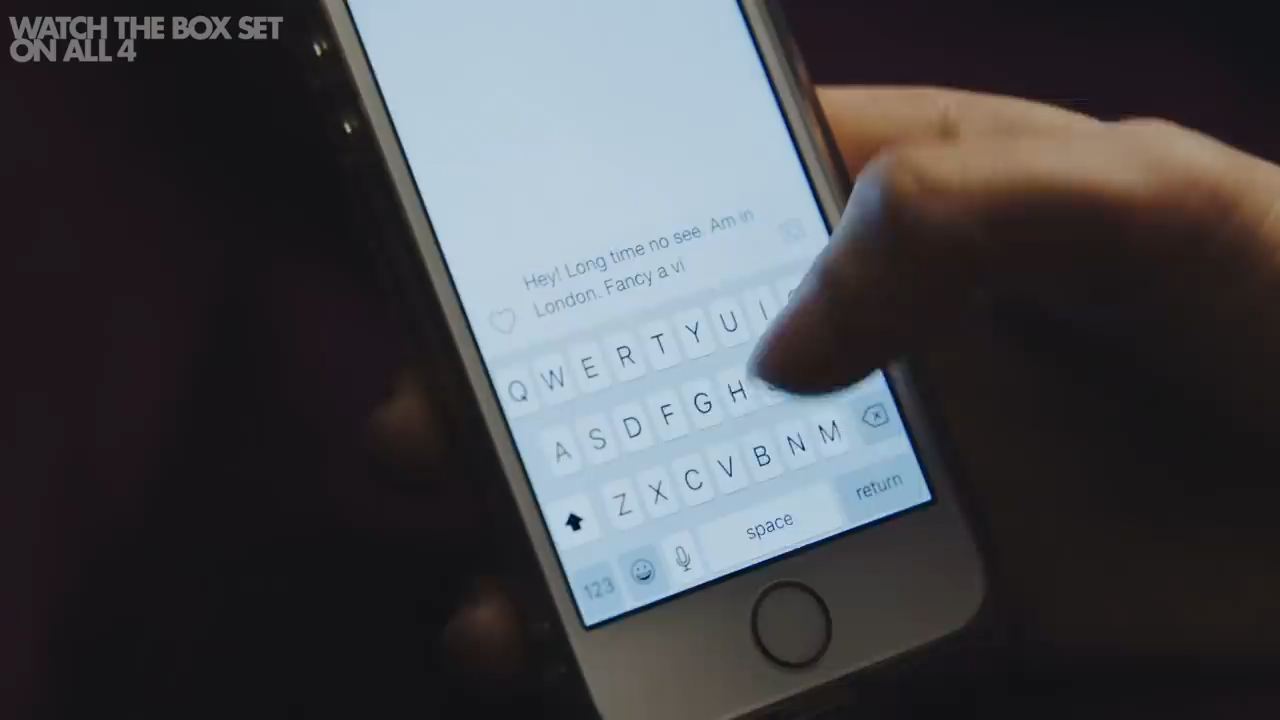 WATCH THE BOX SET
ON ALL 4
Hey! Long time no see. Am in
London. Fancy a vi
Q W E R T Y U I
A S D F G H
Z X C V B N M
123 space return